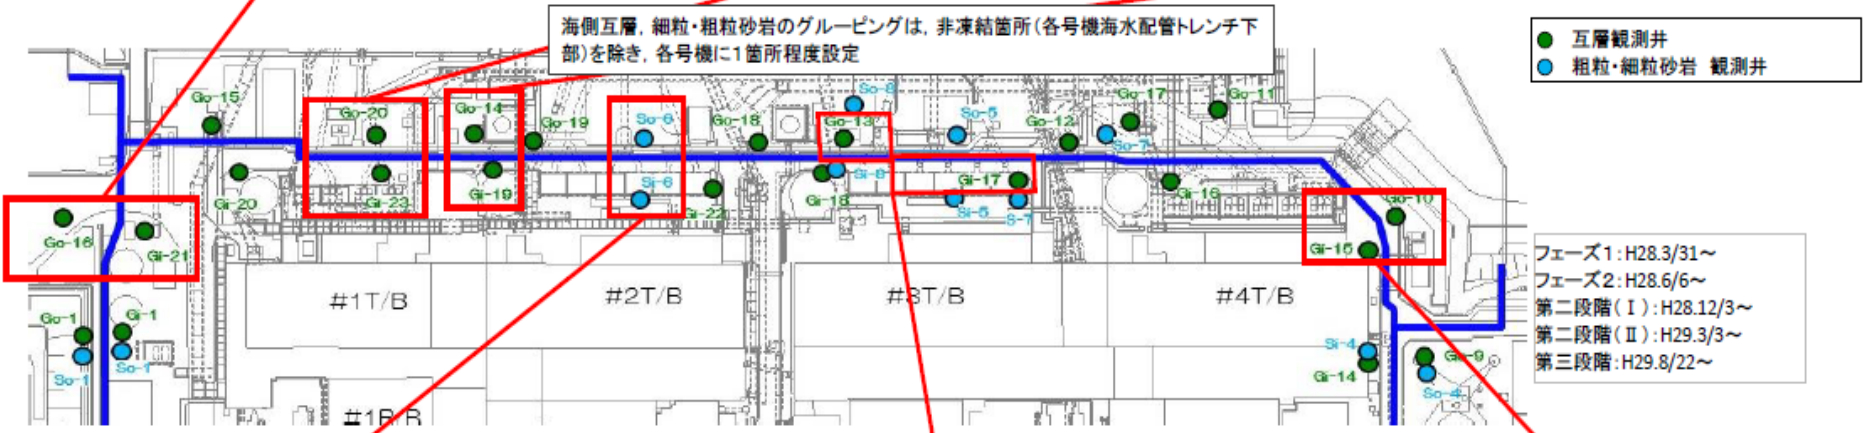 海側互層，細粒・粗粒砂岩のグルーピングは，非凍結箇所（各号機海水配管トレンチ下
部）を除き，各号機に1箇所程度設定
互層観測井
粗粒・細粒砂岩 観測井
Go-15
Go-20
Go-14
Go-19
So-6
Go-18
So-8
Go-13
So-5
Go-12
Go-17
So-7
Go-11
Gi-20
Gi-23
Gi-19
Si-6
Gi-22
Gi-18
Si-8
Gi-17
Si-5
S-7
Gi-16
Go-10
Gi-15
Go-16
Gi-21
#1T/B
#2T/B
#3T/B
#4T/B
フェーズ1：H28.3/31～
フェーズ2：H28.6/6～
第二段階（Ⅰ）：H28.12/3～
第二段階（Ⅱ）：H29.3/3～
第三段階：H29.8/22～
Go-1
Gi-1
So-1
So-1
Si-4
Gi-14
Go-9
So-4
#1R/B